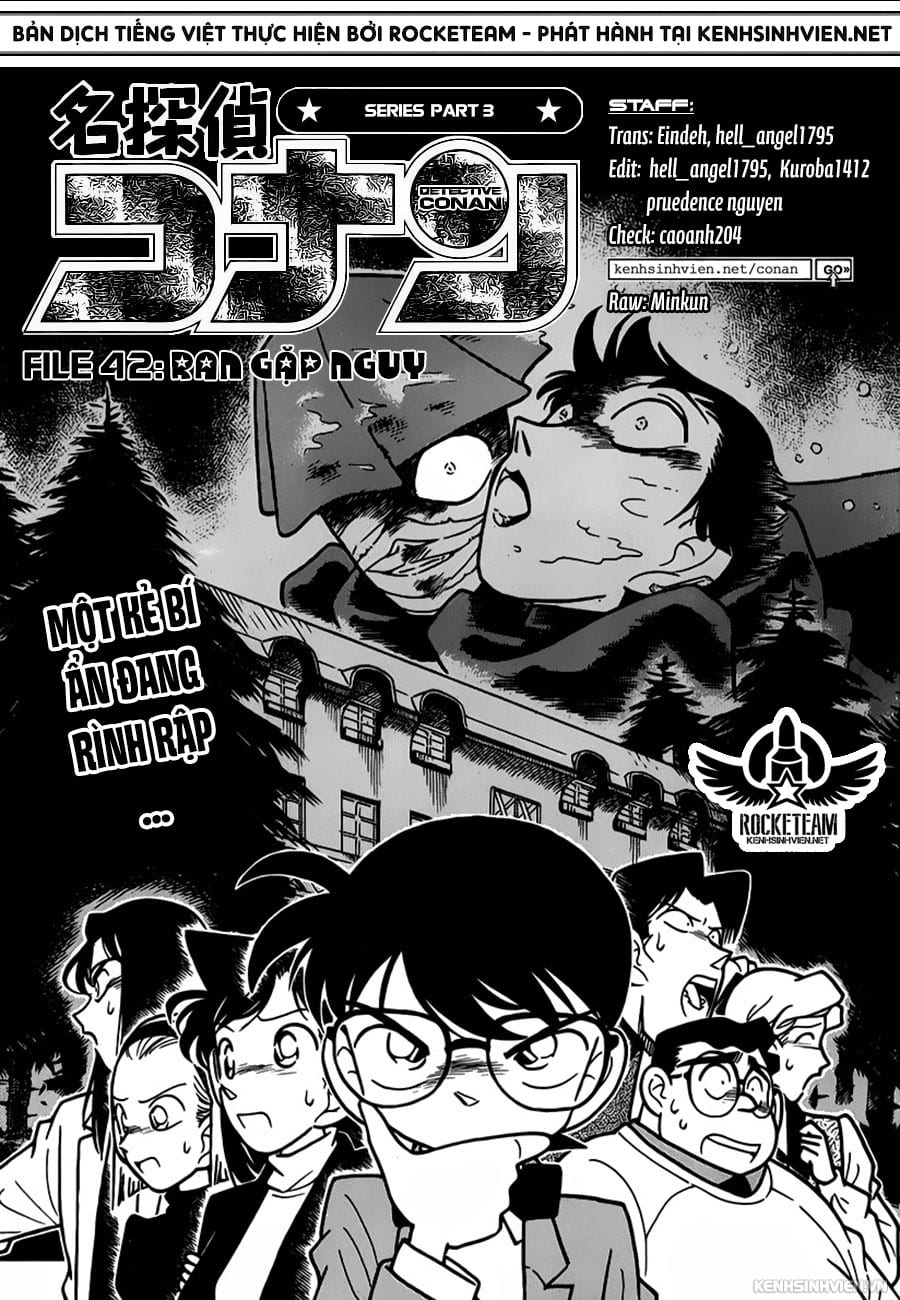 BẢN DỊCH TIẾNG VIỆT THỰC HIỆN BỞI ROCKETEAM - PHÁT HÀNH TẠI KENHSINHVIEN.NET
名探偵
★ SERIES PART 3 ★
コナン
DETECTIVE
CONAN
FILE 42: RAN GẶP NGUY
STAFF:
Trans: Eindeh, hell_angel1795
Edit: hell_angel1795, Kuroba1412
pruedence nguyen
Check: caoanh204
kenhsinhvien.net/conan GO»
Raw: Minkun
MỘT KẺ BÍ
ẨN ĐANG
RÌNH RẬP
...
ROCKETEAM
KENHSINHVIEN.NET
KENHSINHVIEN.VN